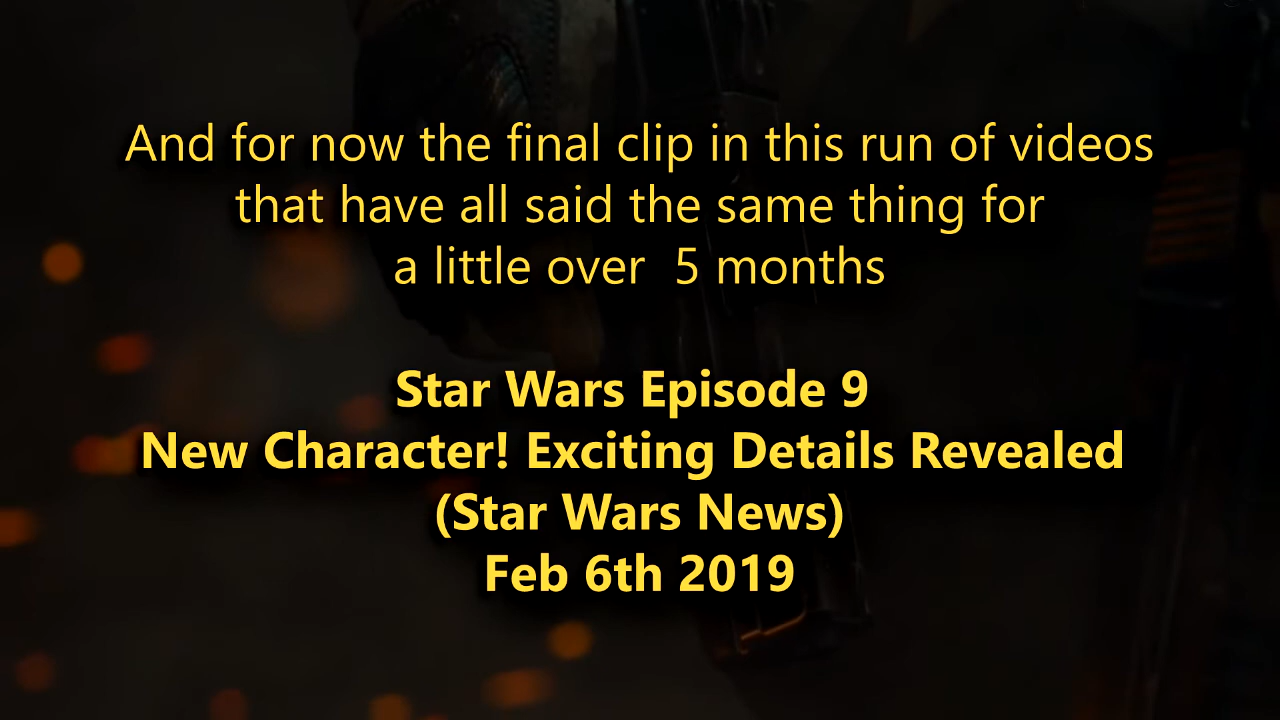 And for now the final clip in this run of videos
that have all said the same thing for
a little over  5 months
Star Wars Episode 9
New Character! Exciting Details Revealed
(Star Wars News)
Feb 6th 2019